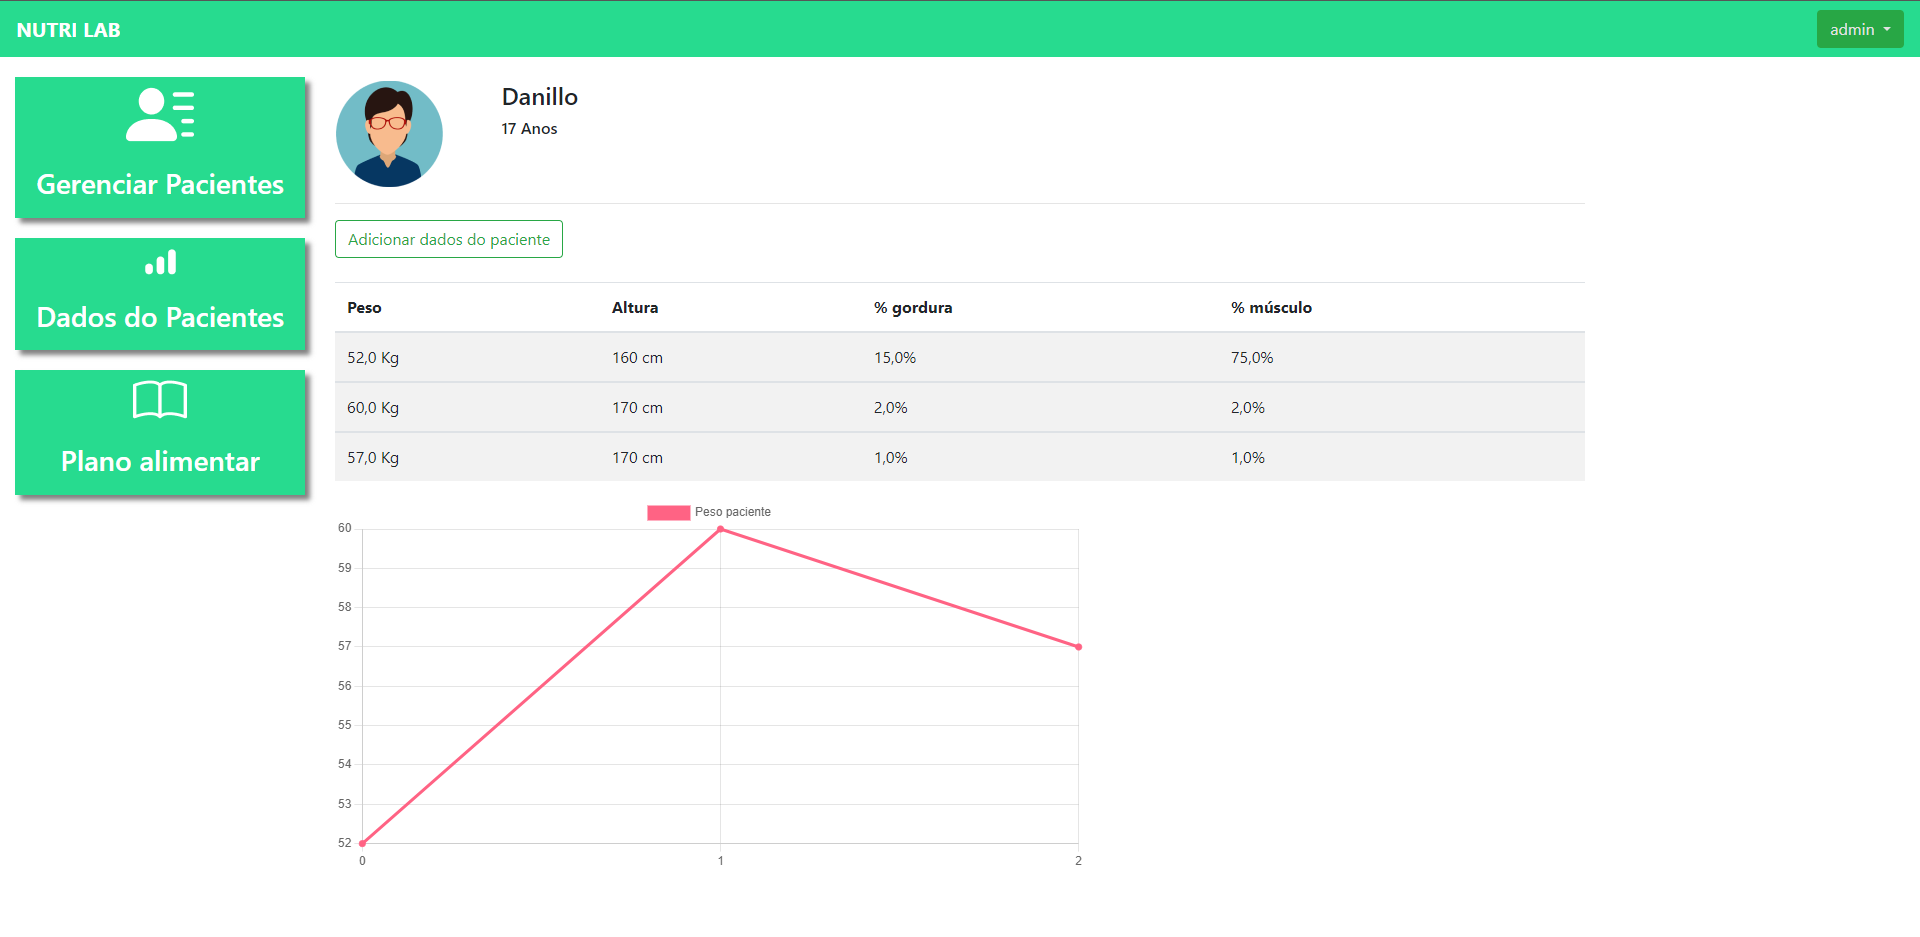 NUTRI LAB
admin
Gerenciar Pacientes
Dados do Pacientes
Plano alimentar
Danillo
17 Anos
Adicionar dados do paciente
Peso Altura % gordura % músculo
52,0 Kg 160 cm 15,0% 75,0%
60,0 Kg 170 cm 2,0% 2,0%
57,0 Kg 170 cm 1,0% 1,0%
Peso paciente
60
59
58
57
56
55
54
53
52
0 1 2